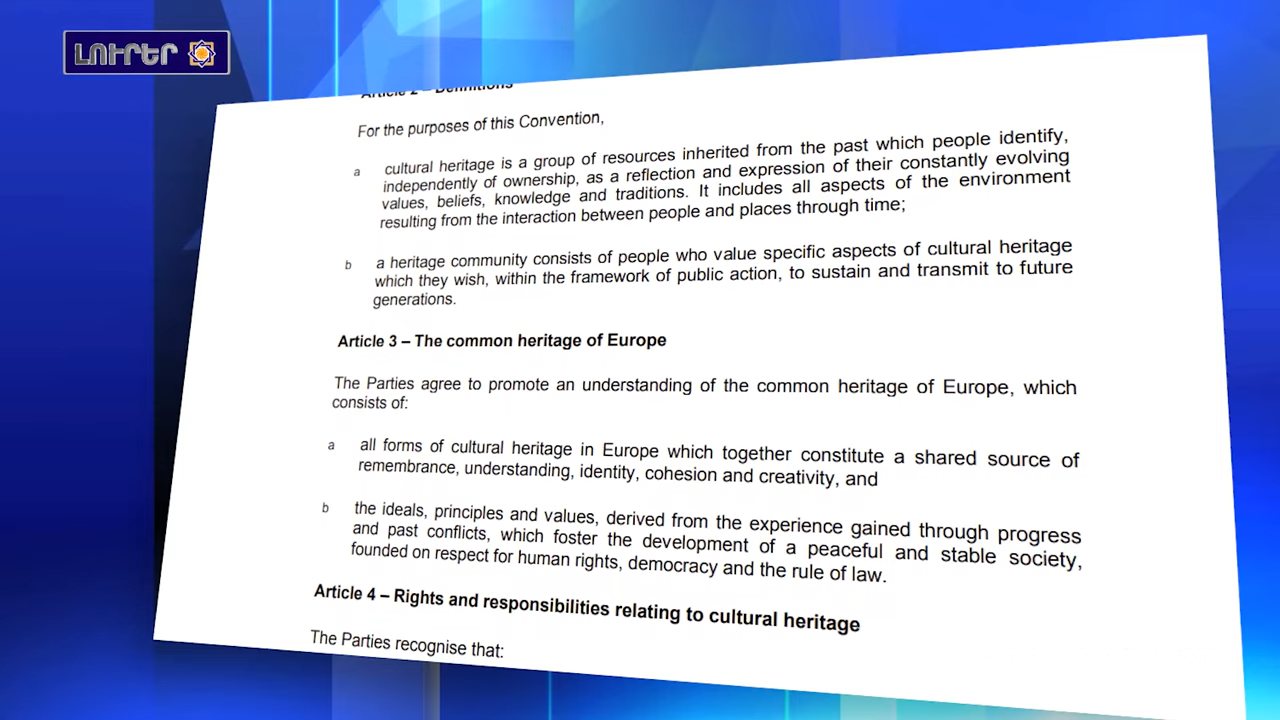 ԼՈՒՐԵՐ
Article 2 – Definitions
For the purposes of this Convention,
a cultural heritage is a group of resources inherited from the past which people identify,
independently of ownership, as a reflection and expression of their constantly evolving
values, beliefs, knowledge and traditions. It includes all aspects of the environment
resulting from the interaction between people and places through time;
b a heritage community consists of people who value specific aspects of cultural heritage
which they wish, within the framework of public action, to sustain and transmit to future
generations.
Article 3 – The common heritage of Europe
The Parties agree to promote an understanding of the common heritage of Europe, which
consists of:
a all forms of cultural heritage in Europe which together constitute a shared source of
remembrance, understanding, identity, cohesion and creativity, and
b the ideals, principles and values, derived from the experience gained through progress
and past conflicts, which foster the development of a peaceful and stable society,
founded on respect for human rights, democracy and the rule of law.
Article 4 – Rights and responsibilities relating to cultural heritage
The Parties recognise that: